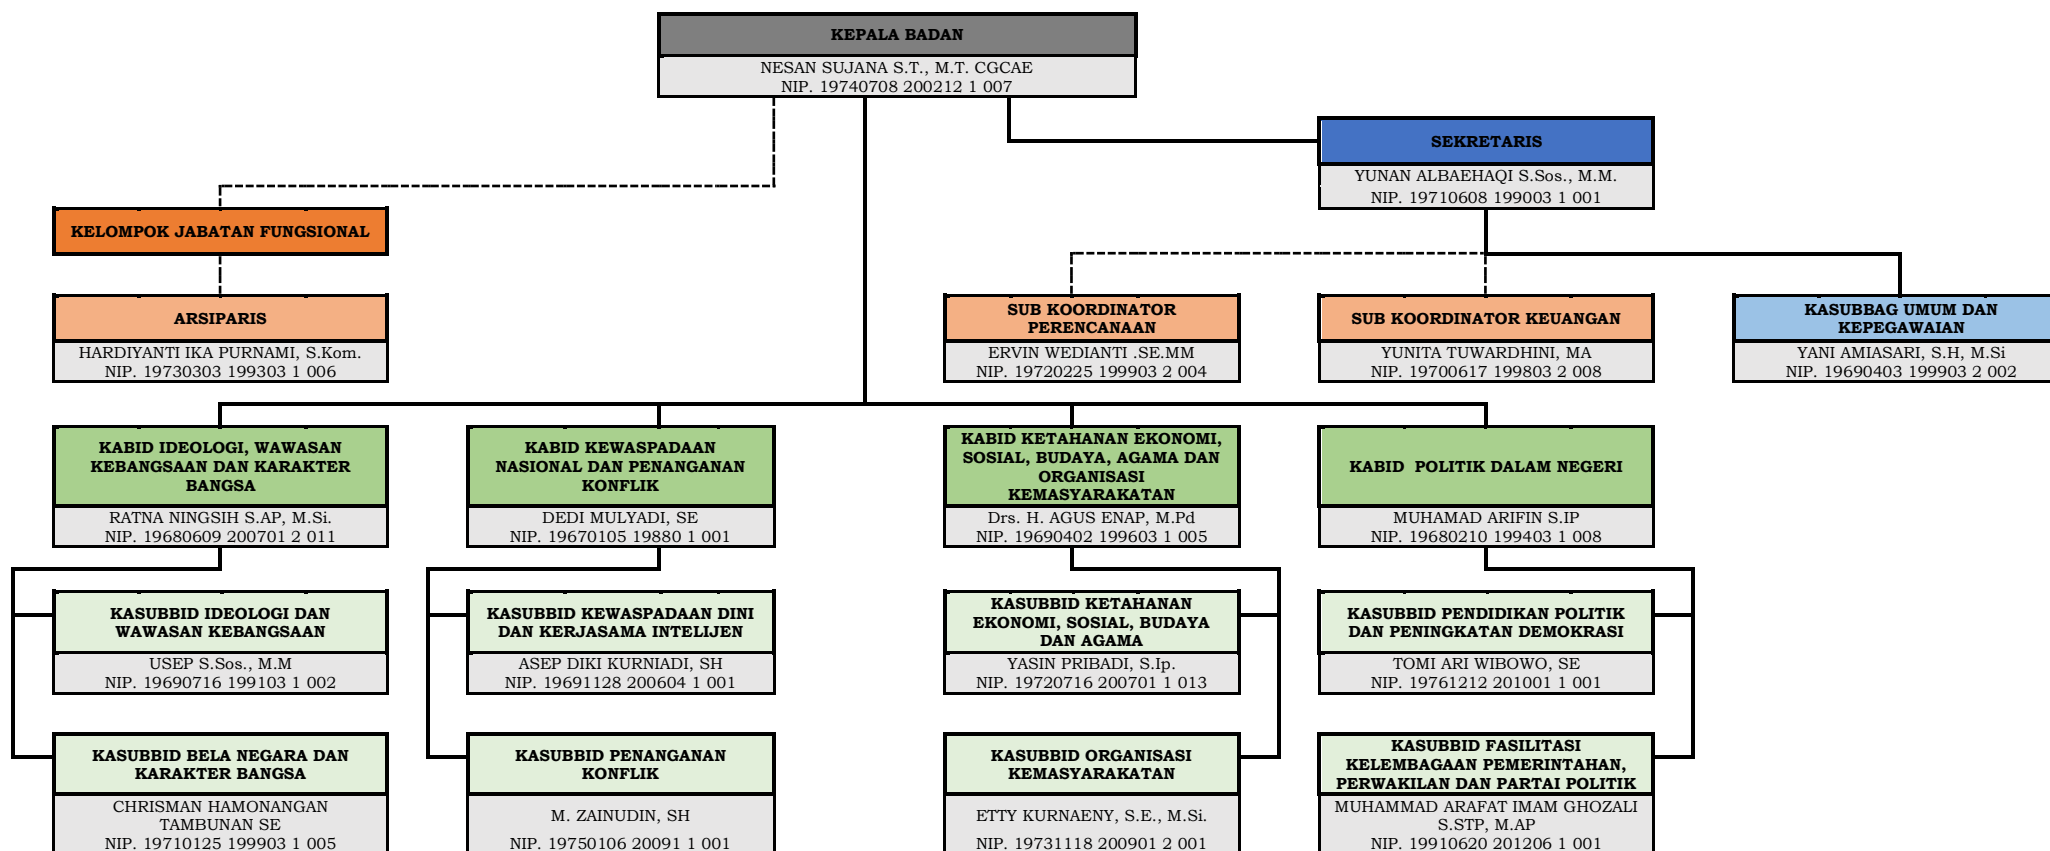 KEPALA BADAN
NESAN SUJANA S.T., M.T. CGCAE
NIP. 19740708 200212 1 007
SEKRETARIS
YUNAN ALBAEHAQI S.Sos., M.M.
NIP. 19710608 199003 1 001
KELOMPOK JABATAN FUNGSIONAL
ARSIPARIS
HARDIYANTI IKA PURNAMI, S.Kom.
NIP. 19730303 199303 1 006
SUB KOORDINATOR
PERENCANAAN
ERVIN WEDIANTI .SE.MM
NIP. 19720225 199903 2 004
SUB KOORDINATOR KEUANGAN
YUNITA TUWARDHINI, MA
NIP. 19700617 199803 2 008
KASUBBAG UMUM DAN
KEPEGAWAIAN
YANI AMIASARI, S.H, M.Si
NIP. 19690403 199903 2 002
KABID IDEOLOGI, WAWASAN
KEBANGSAAN DAN KARAKTER
BANGSA
RATNA NINGSIH S.AP, M.Si.
NIP. 19680609 200701 2 011
KABID KEWASPADAAN
NASIONAL DAN PENANGANAN
KONFLIK
DEDI MULYADI, SE
NIP. 19670105 19880 1 001
KABID KETAHANAN EKONOMI,
SOSIAL, BUDAYA, AGAMA DAN
ORGANISASI
KEMASYARAKATAN
Drs. H. AGUS ENAP, M.Pd
NIP. 19690402 199603 1 005
KABID  POLITIK DALAM NEGERI
MUHAMAD ARIFIN S.IP
NIP. 19680210 199403 1 008
KASUBBID IDEOLOGI DAN
WAWASAN KEBANGSAAN
USEP S.Sos., M.M
NIP. 19690716 199103 1 002
KASUBBID KEWASPADAAN DINI
DAN KERJASAMA INTELIJEN
ASEP DIKI KURNIADI, SH
NIP. 19691128 200604 1 001
KASUBBID KETAHANAN
EKONOMI, SOSIAL, BUDAYA
DAN AGAMA
YASIN PRIBADI, S.Ip.
NIP. 19720716 200701 1 013
KASUBBID PENDIDIKAN POLITIK
DAN PENINGKATAN DEMOKRASI
TOMI ARI WIBOWO, SE
NIP. 19761212 201001 1 001
KASUBBID BELA NEGARA DAN
KARAKTER BANGSA
CHRISMAN HAMONANGAN
TAMBUNAN SE
NIP. 19710125 199903 1 005
KASUBBID PENANGANAN
KONFLIK
M. ZAINUDIN, SH
NIP. 19750106 20091 1 001
KASUBBID ORGANISASI
KEMASYARAKATAN
ETTY KURNAENY, S.E., M.Si.
NIP. 19731118 200901 2 001
KASUBBID FASILITASI
KELEMBAGAAN PEMERINTAHAN,
PERWAKILAN DAN PARTAI POLITIK
MUHAMMAD ARAFAT IMAM GHOZALI
S.STP, M.AP
NIP. 19910620 201206 1 001